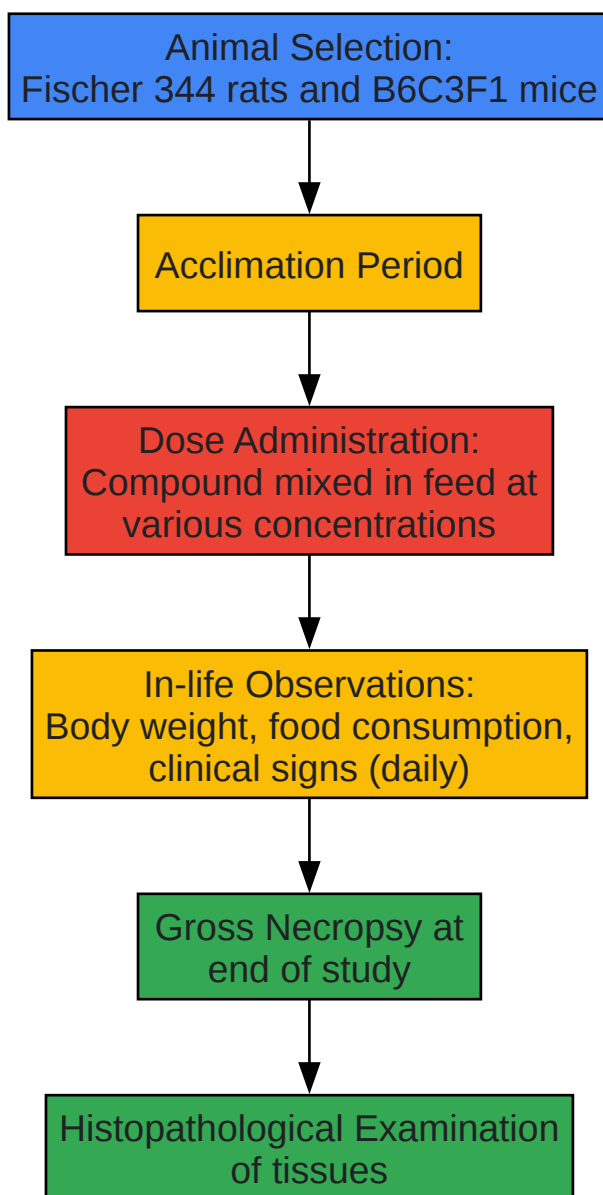 Animal Selection:
Fischer 344 rats and B6C3F1 mice
Acclimation Period
Dose Administration:
Compound mixed in feed at
various concentrations
In-life Observations:
Body weight, food consumption,
clinical signs (daily)
Gross Necropsy at
end of study
Histopathological Examination
of tissues